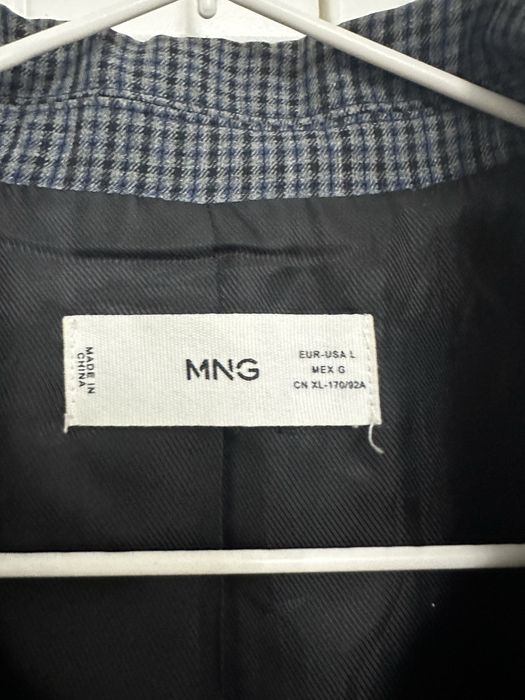 MADE IN
CHINA
MNG
EUR-USA L
MEX G
CN XL-170/92A